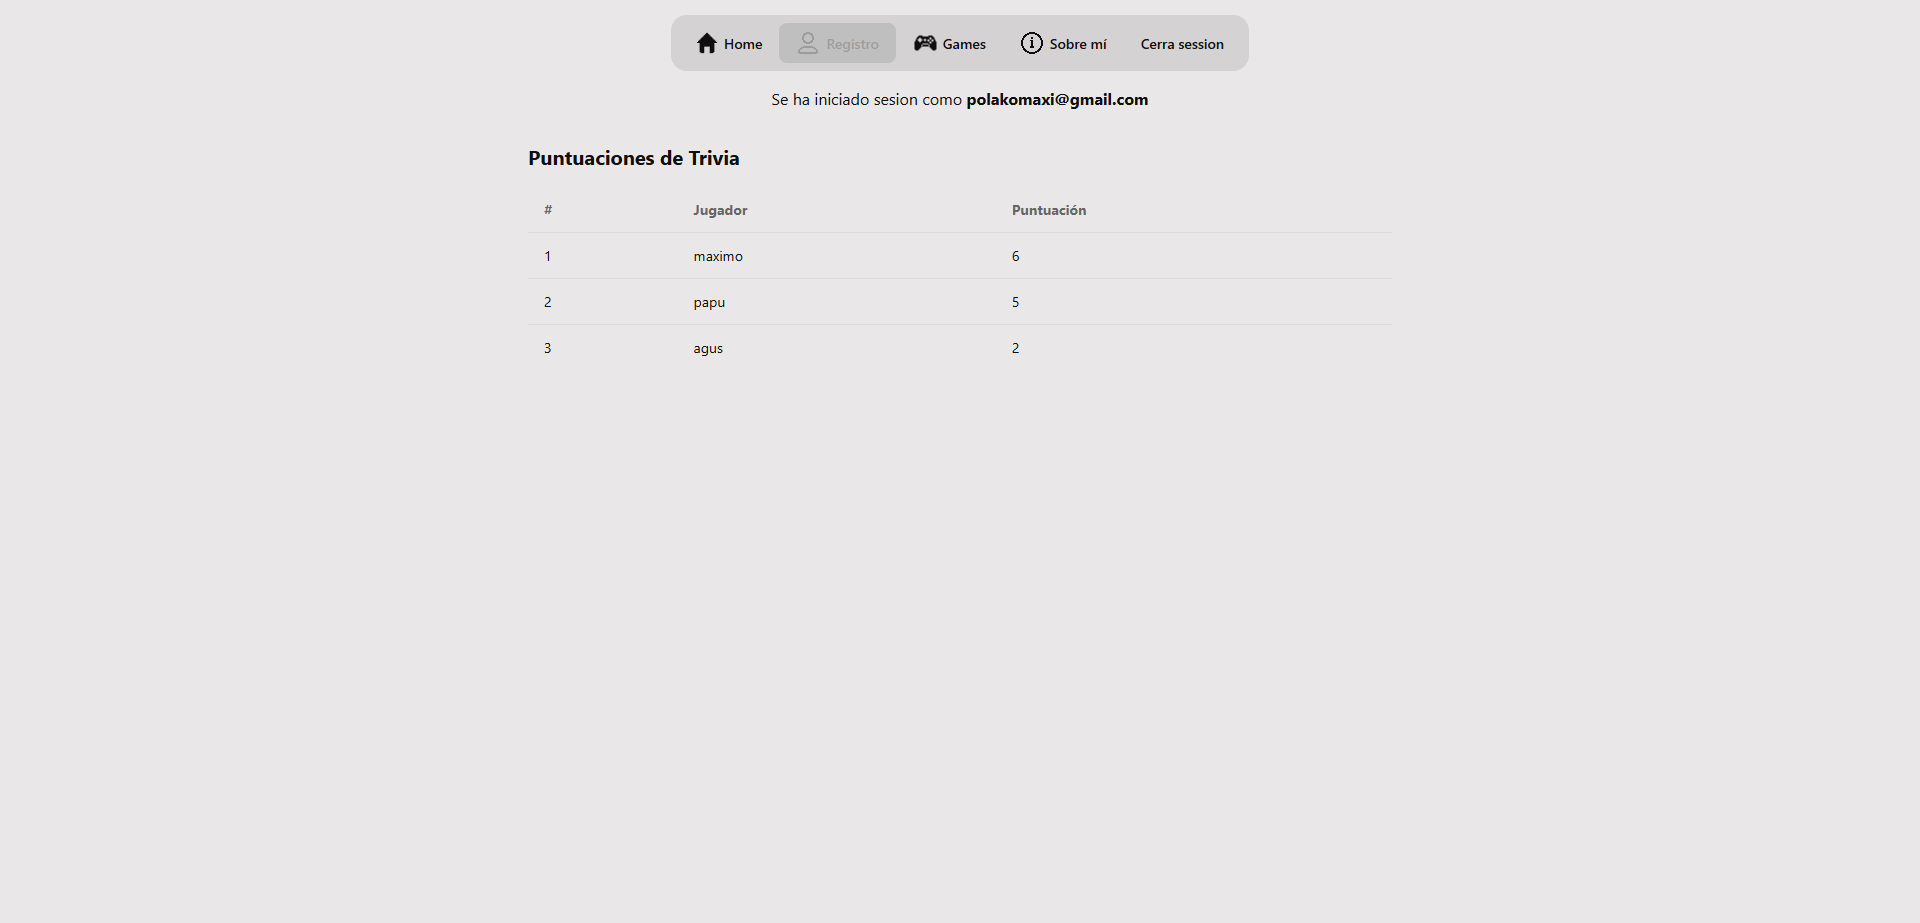 Home Registro Games Sobre mí Cerra session
Se ha iniciado sesion como polakomaxi@gmail.com
Puntuaciones de Trivia
# Jugador Puntuación
1 maximo 6
2 papu 5
3 agus 2